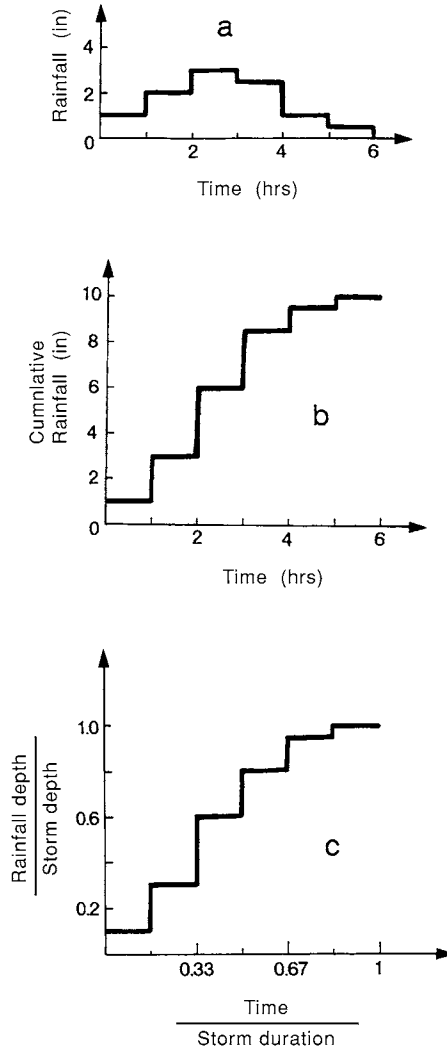 a
Rainfall (in)
4
2
0
2
4
6
Time (hrs)
Cumnlative
Rainfall (in)
10
8
6
4
2
0
b
2
4
6
Time (hrs)
Rainfall depth
Storm depth
1.0
0.6
0.2
c
0.33
0.67
1
Time
Storm duration